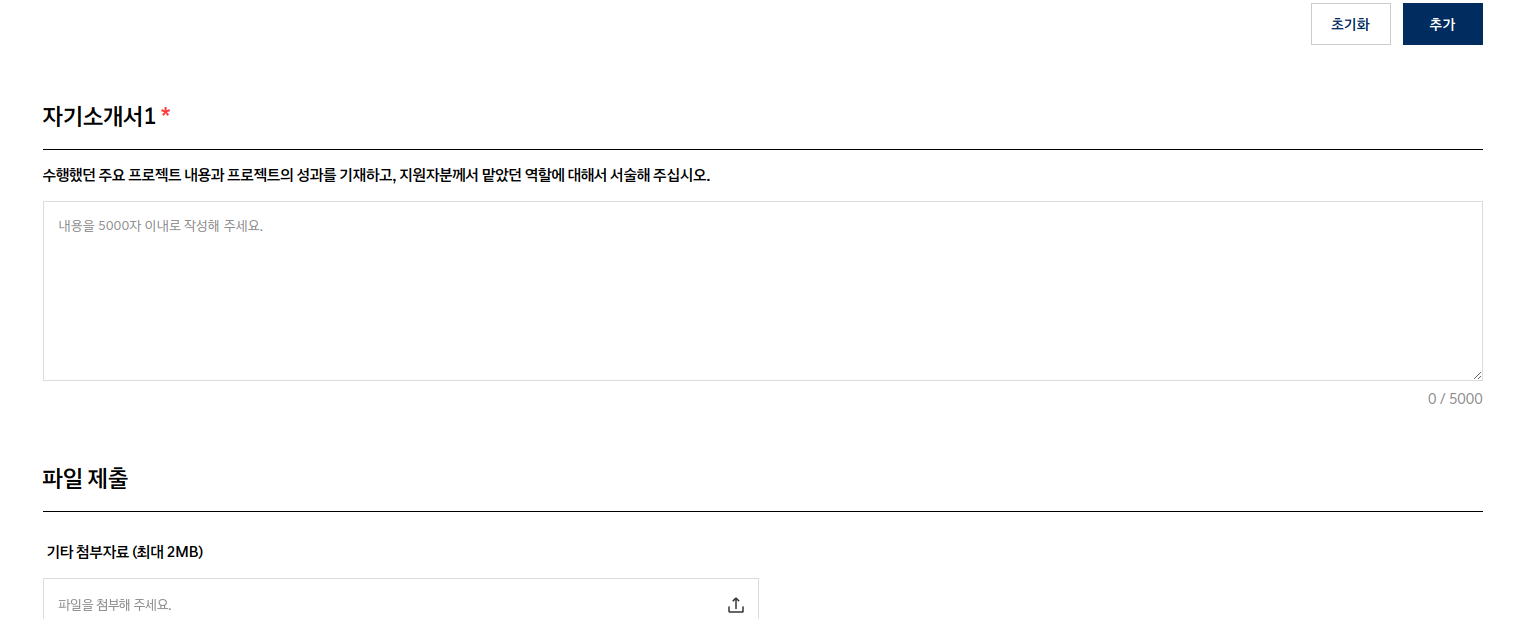 초기화 추가
자기소개서1 *
수행했던 주요 프로젝트 내용과 프로젝트의 성과를 기재하고, 지원자분께서 맡았던 역할에 대해서 서술해 주십시오.
내용을 5000자 이내로 작성해 주세요.
0 / 5000
파일 제출
기타 첨부자료 (최대 2MB)
파일을 첨부해 주세요.